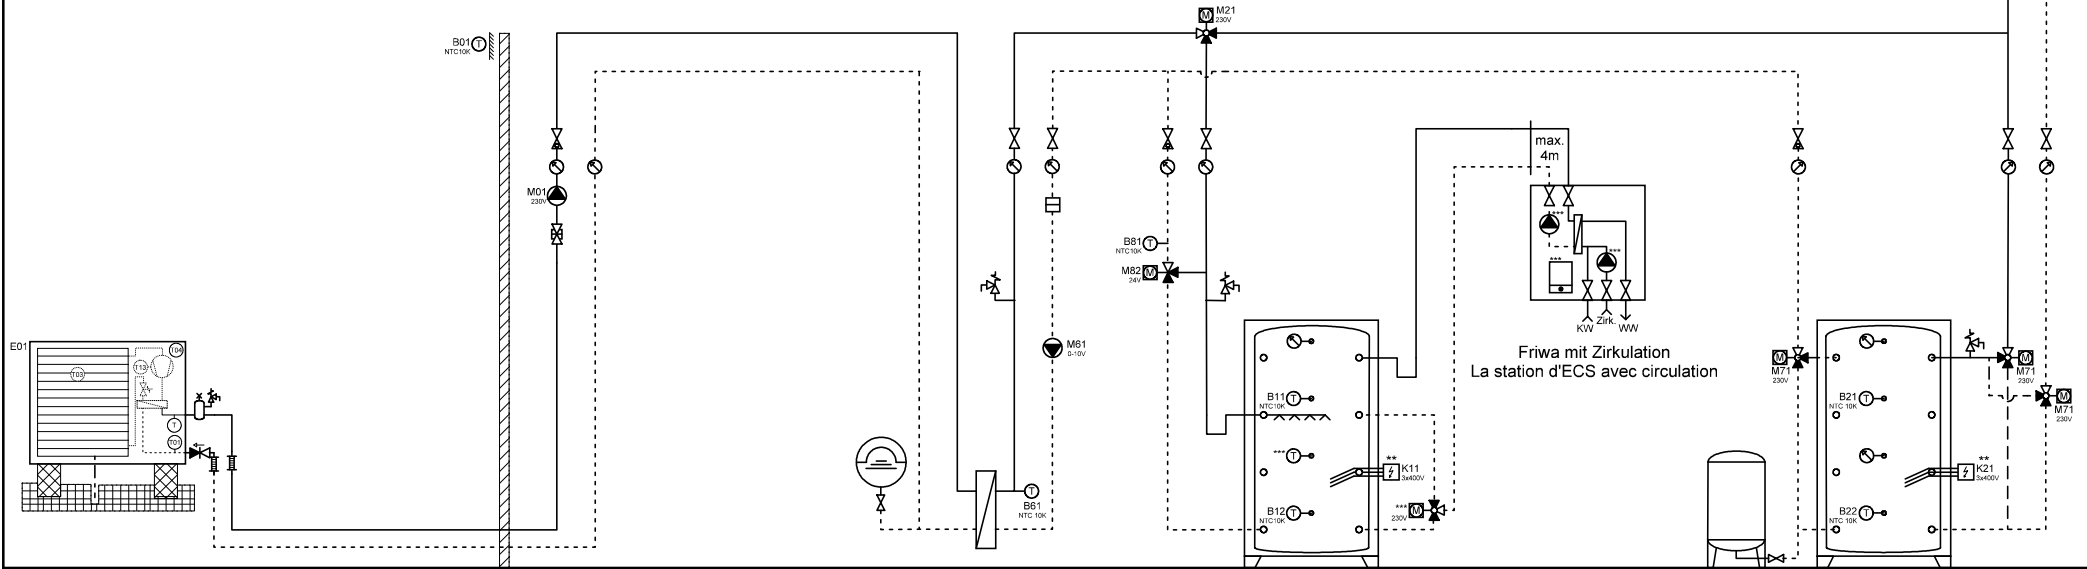 M21
230V
B01
T
NTC10K
max.
4m
M01
230V
B81
T
NTC10K
M82
24V
M
***
***
***
KW
Zirk.
WW
E01
T04
T13
T03
T
T01
M61
0-10V
Friwa mit Zirkulation
La station d'ECS avec circulation
M
M71
230V
M
M71
230V
M
M71
230V
B11
NTC 10K
T
B21
NTC 10K
T
***
T
**
K11
3x400V
**
K21
3x400V
T
B61
NTC 10K
B12
NTC10K
T
***
230V
M
B22
NTC 10K
T